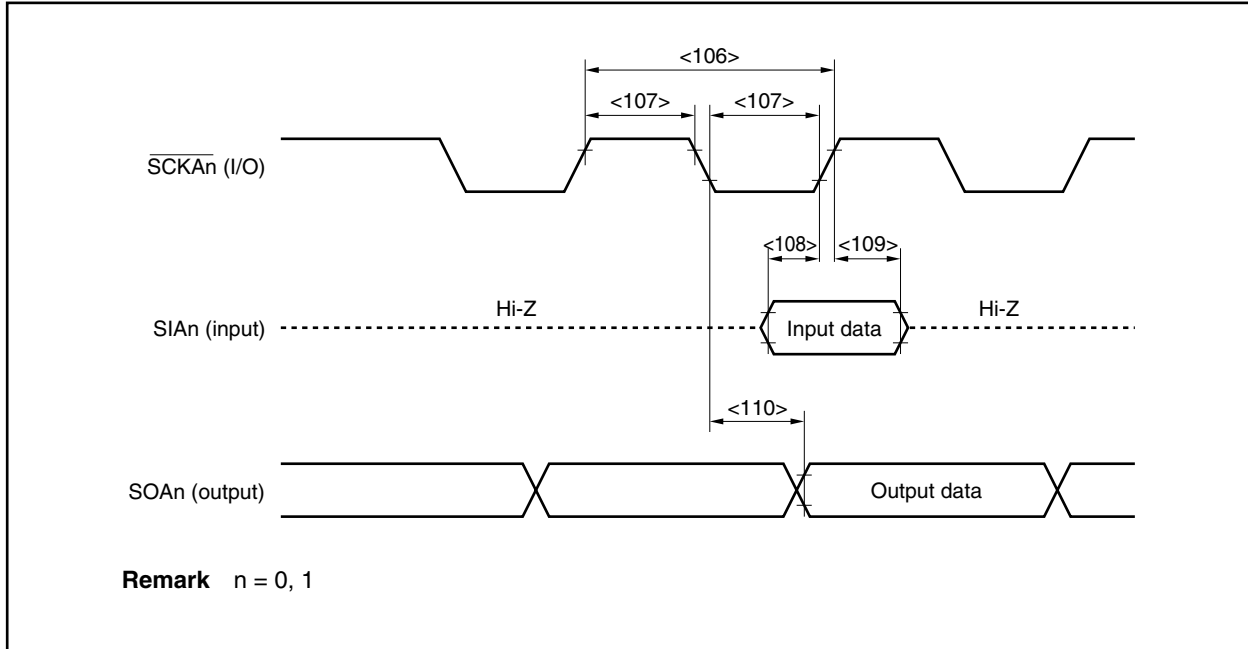 <106>
<107> <107>
SCKAn (I/O)
<108> <109>
Hi-Z Hi-Z
SIAn (input) Input data
<110>
SOAn (output) Output data
Remark n = 0, 1